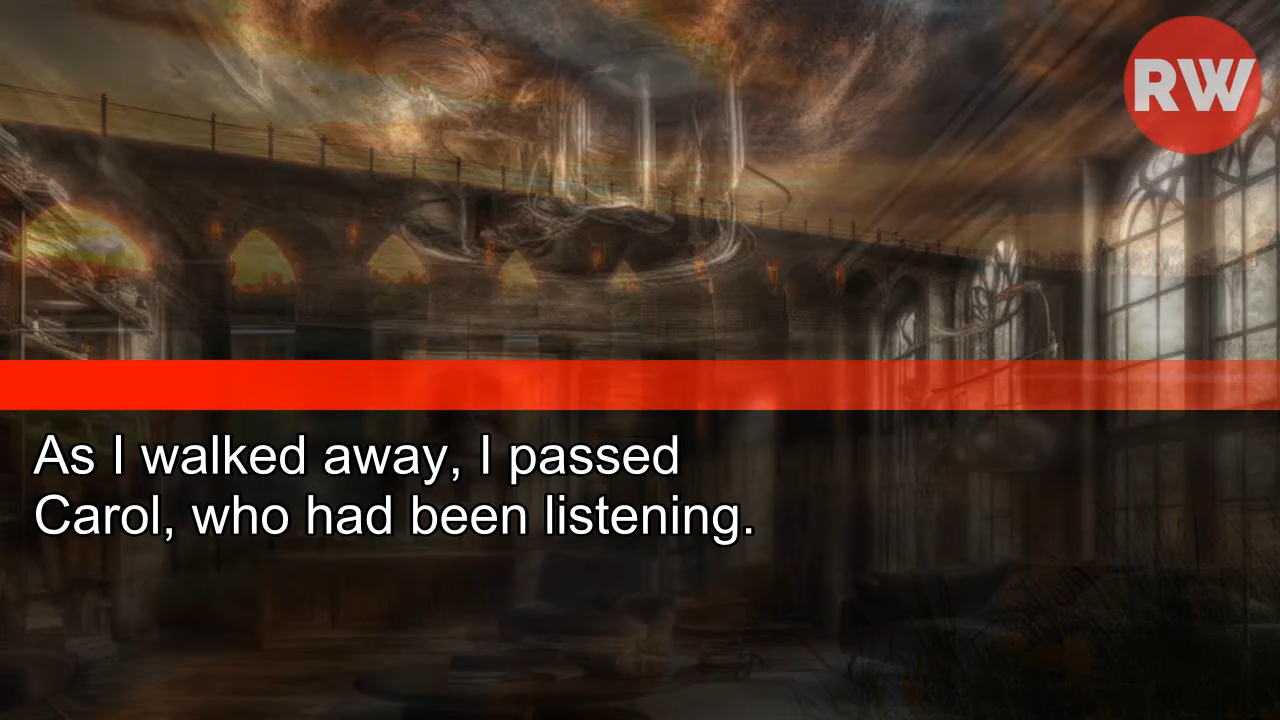 RW
As I walked away, I passed
Carol, who had been listening.